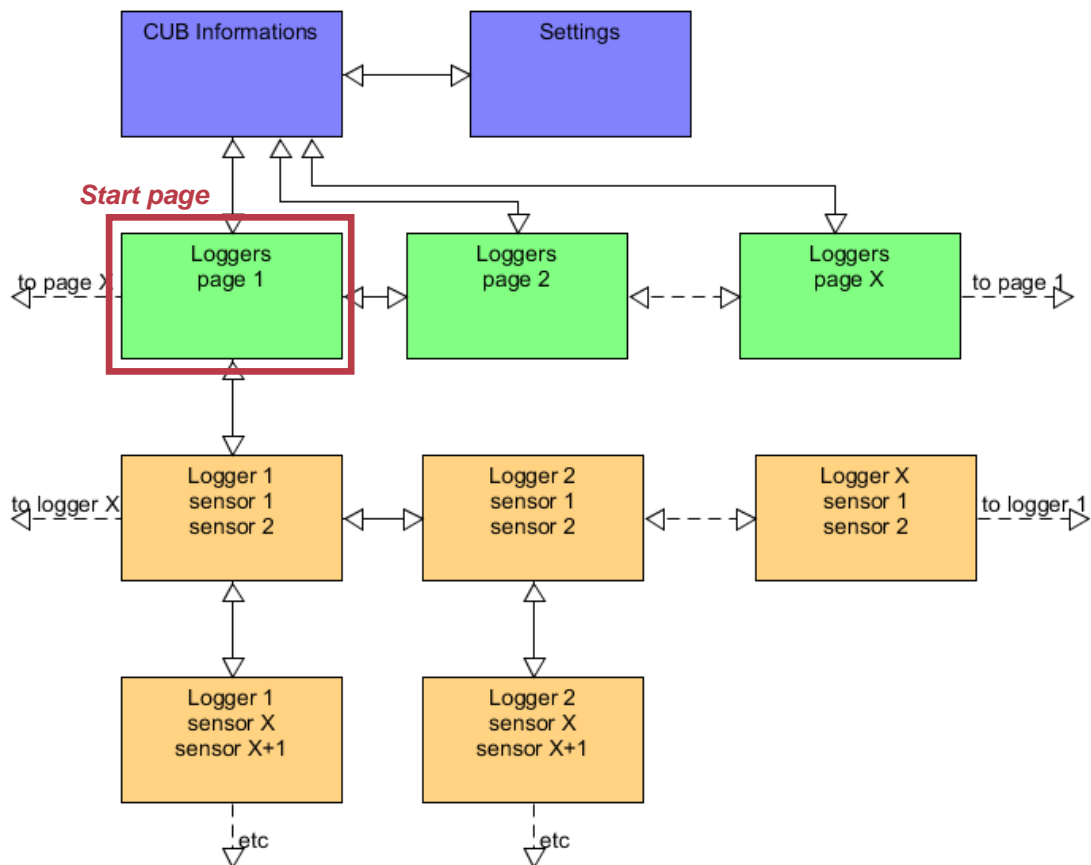 CUB Informations
Settings
Start page
Loggers
page 1
Loggers
page 2
Loggers
page X
to page X
to page 1
Logger 1
sensor 1
sensor 2
Logger 2
sensor 1
sensor 2
Logger X
sensor 1
sensor 2
to logger X
to logger 1
Logger 1
sensor X
sensor X+1
Logger 2
sensor X
sensor X+1
etc
etc